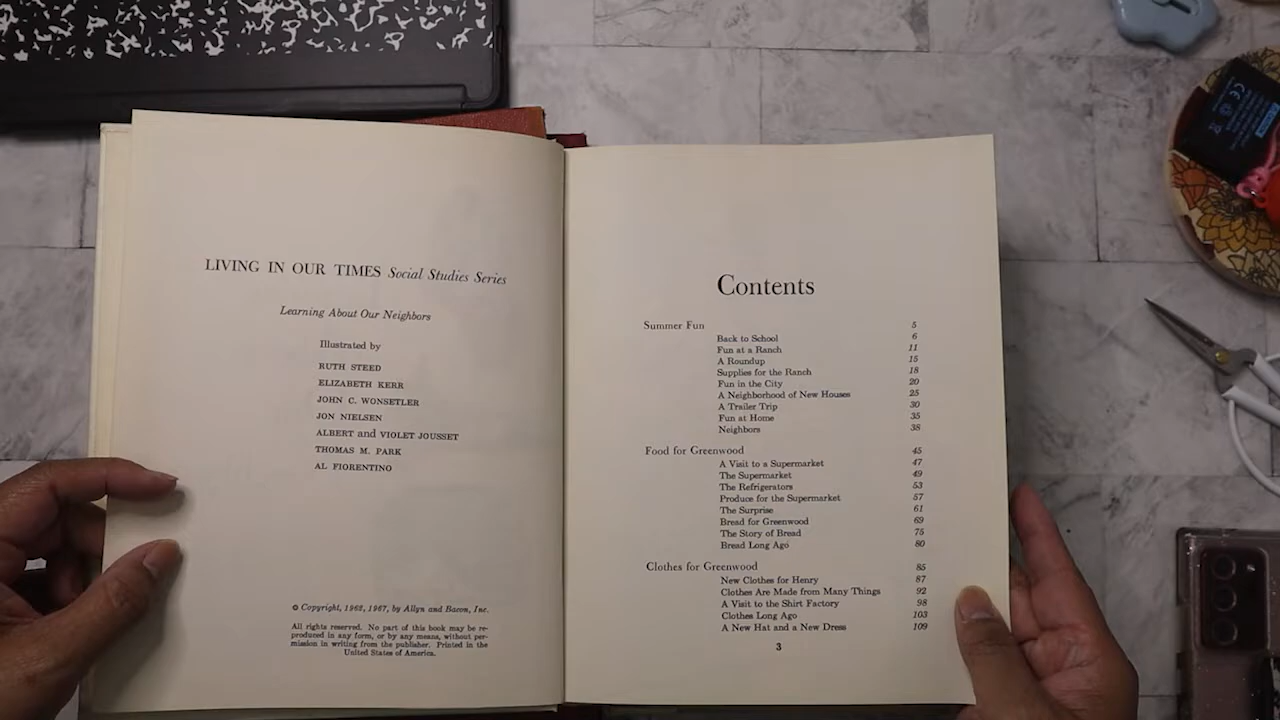 LIVING IN OUR TIMES Social Studies Series
Learning About Our Neighbors
Illustrated by
RUTH STEED
ELIZABETH KERR
JOHN C. WONSETLER
JON NIELSEN
ALBERT and VIOLET JOUSSET
THOMAS M. PARK
AL FIORENTINO
© Copyright, 1962, 1967, by Allyn and Bacon, Inc.
All rights reserved. No part of this book may be re-
produced in any form, or by any means, without per-
mission in writing from the publisher. Printed in the
United States of America.
Contents
Summer Fun 5
Back to School 6
Fun at a Ranch 11
A Roundup 15
Supplies for the Ranch 18
Fun in the City 20
A Neighborhood of New Houses 25
A Trailer Trip 30
Fun at Home 35
Neighbors 38
Food for Greenwood 45
A Visit to a Supermarket 47
The Supermarket 49
The Refrigerators 53
Produce for the Supermarket 57
The Surprise 61
Bread for Greenwood 69
The Story of Bread 75
Bread Long Ago 80
Clothes for Greenwood 85
New Clothes for Henry 87
Clothes Are Made from Many Things 92
A Visit to the Shirt Factory 98
Clothes Long Ago 103
A New Hat and a New Dress 109
3
CE